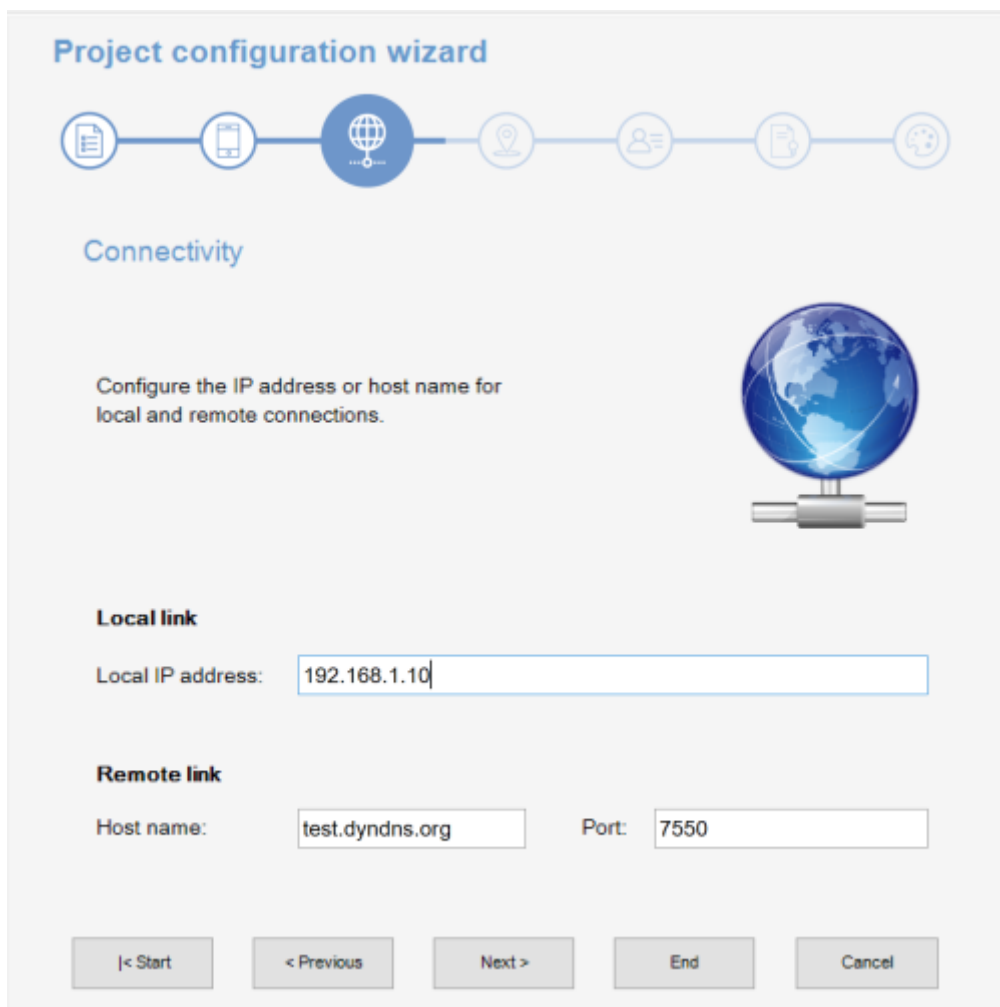 Project configuration wizard
Connectivity
Configure the IP address or host name for
local and remote connections.
Local link
Local IP address: 192.168.1.10
Remote link
Host name: test.dyndns.org Port: 7550
|< Start < Previous Next > End Cancel